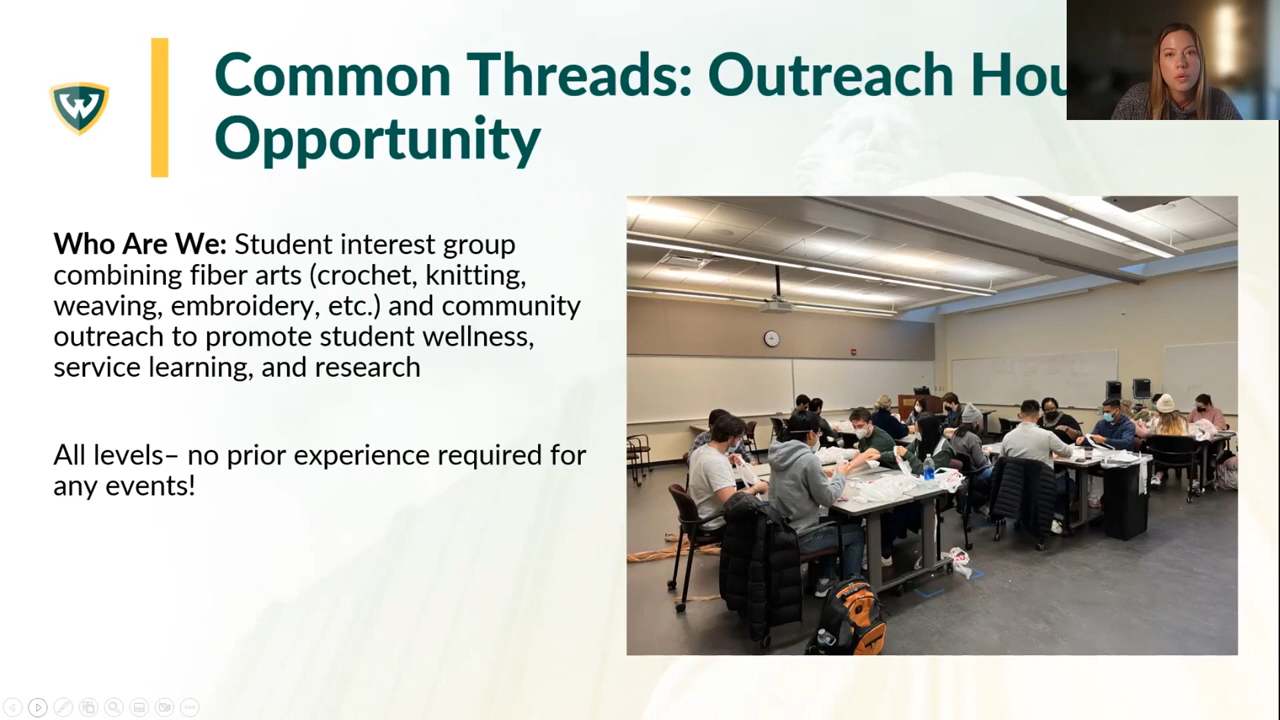 Common Threads: Outreach Hou
Opportunity
Who Are We: Student interest group
combining fiber arts (crochet, knitting,
weaving, embroidery, etc.) and community
outreach to promote student wellness,
service learning, and research
All levels– no prior experience required for
any events!